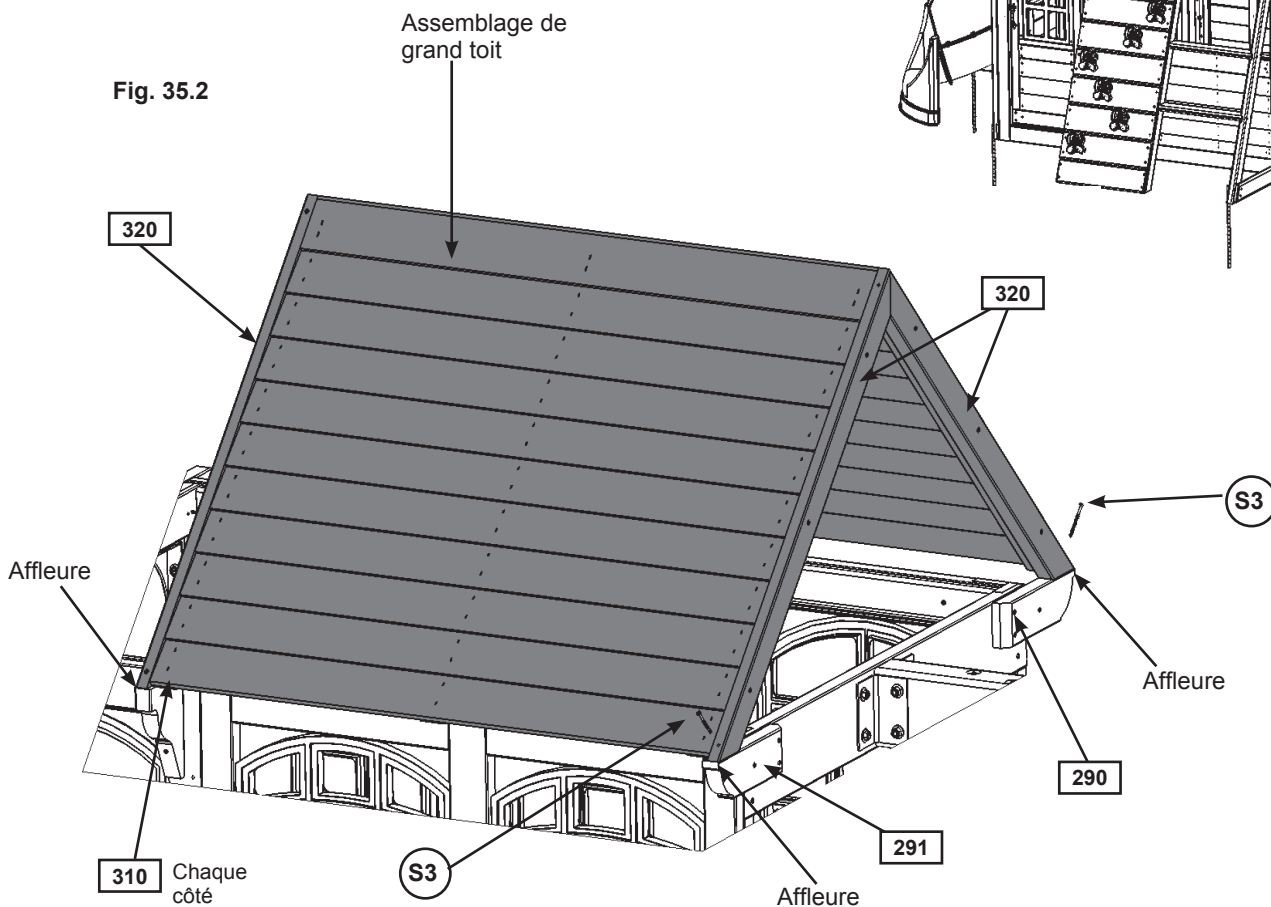 Assemblage de
grand toit
Fig. 35.2
320
320
S3
Affleure
Affleure
290
291
310 Chaque
côté
S3
Affleure